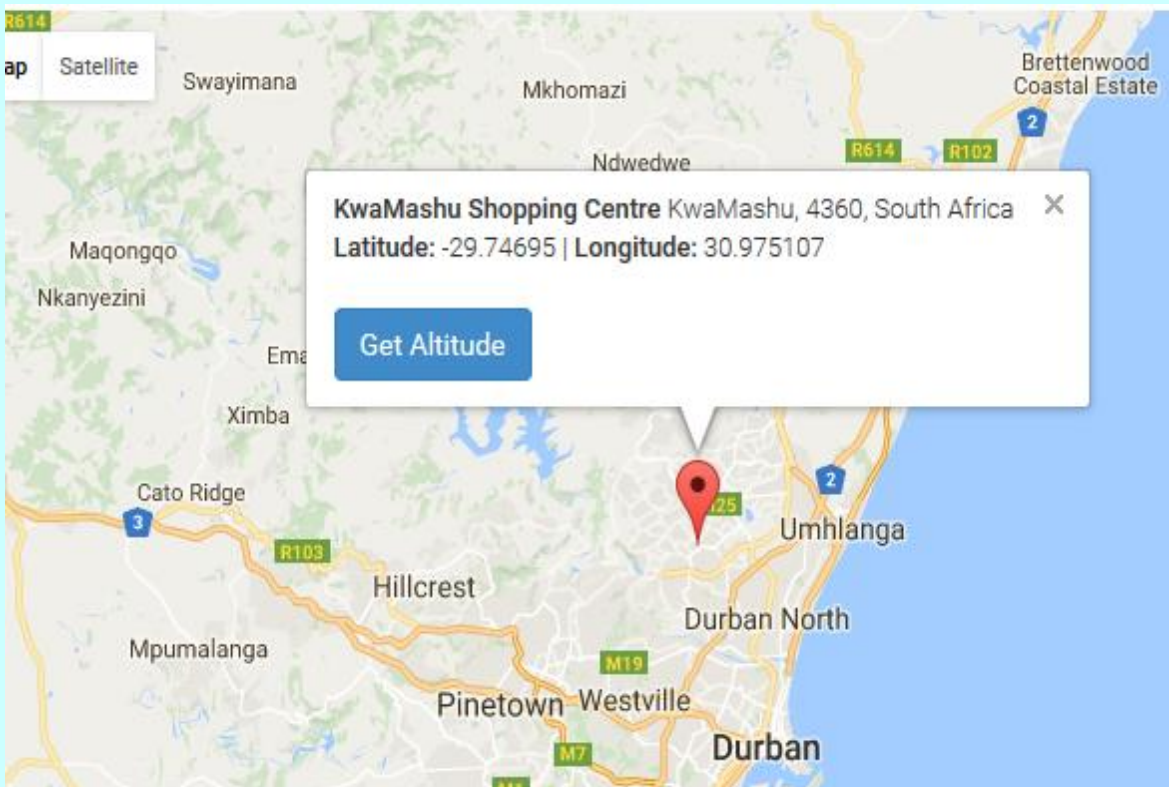 R614
ap Satellite
Swayimana
Mkhomazi
Brettenwood
Coastal Estate
2
R614
R102
Ndwedwe
KwaMashu Shopping Centre KwaMashu, 4360, South Africa ×
Latitude: -29.74695 | Longitude: 30.975107
Maqongqo
Nkanyezini
Get Altitude
Ema
Ximba
Cato Ridge
2
25
3
Umhlanga
R103
Hillcrest
Durban North
Mpumalanga
M19
Pinetown
Westville
Durban
M7